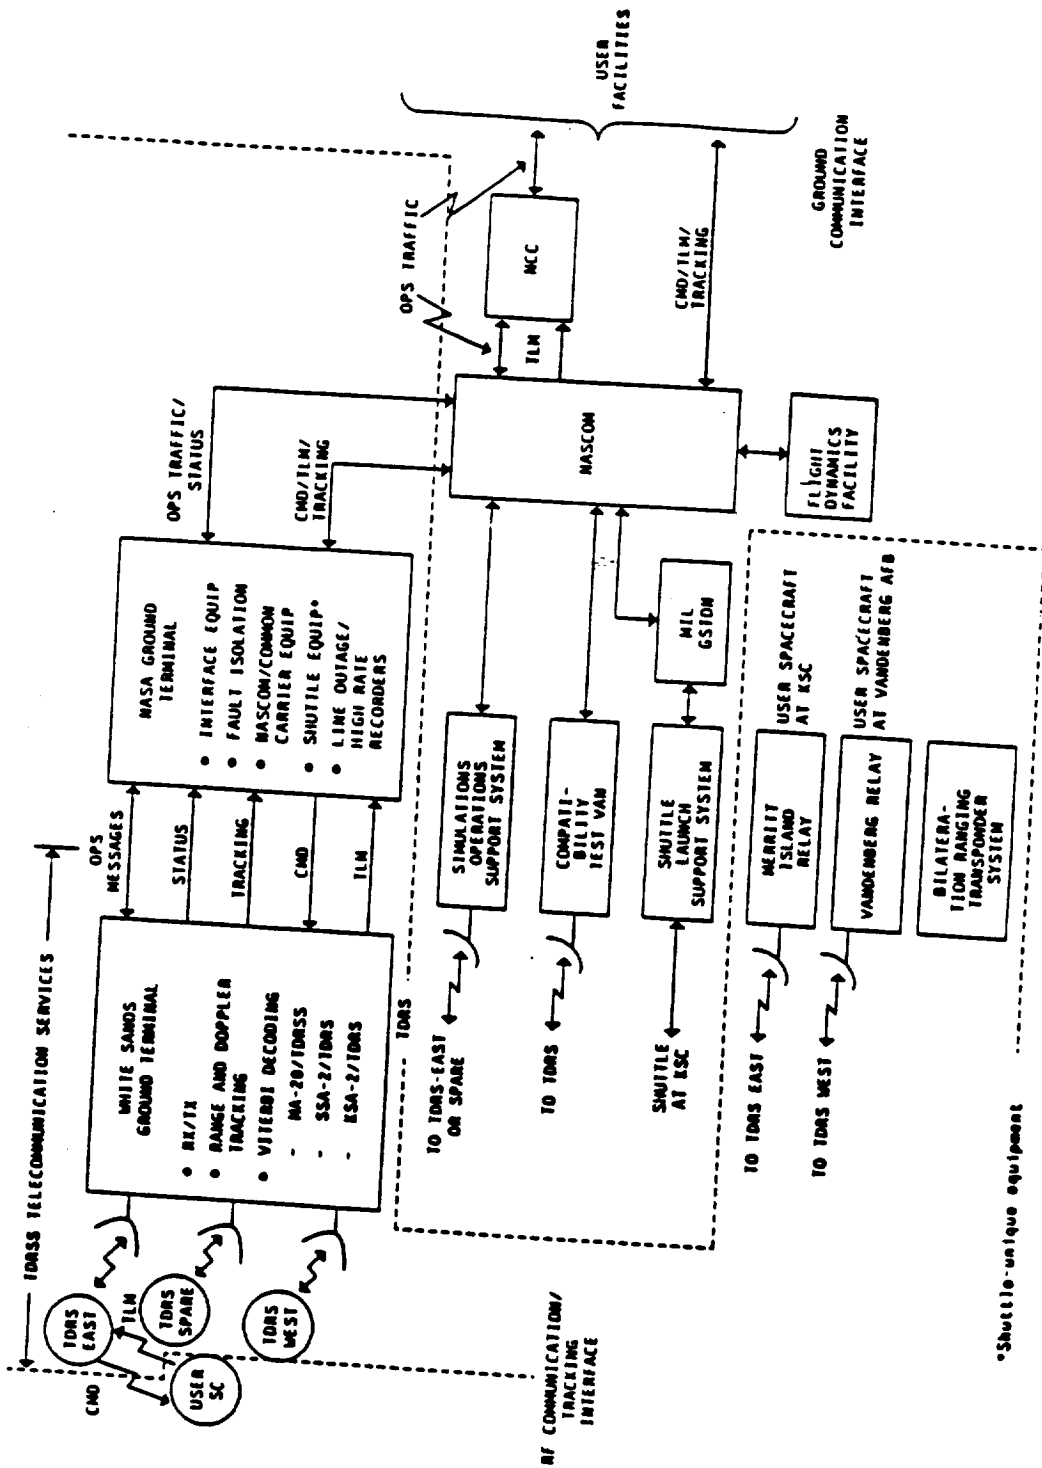 TDRSS TELECOMMUNICATION SERVICES
CMD
TDRS
EAST
TLM
TDRS
SPARE
TDRS
WEST
USER
SC
RF COMMUNICATION/
TRACKING
INTERFACE
WHITE SANDS
GROUND TERMINAL
● RX/TX
● RANGE AND DOPPLER
TRACKING
● VITERBI DECODING
- MA-20/TDRSS
- SSA-2/TDRS
- KSA-2/TDRS
TDRS
OPS
MESSAGES
STATUS
TRACKING
CMD
TLM
NASA GROUND
TERMINAL
● INTERFACE EQUIP
● FAULT ISOLATION
● NASCOM/COMMON
CARRIER EQUIP
● SHUTTLE EQUIP*
● LINE OUTAGE/
HIGH RATE
RECORDERS
OPS TRAFFIC/
STATUS
CMD/TLM/
TRACKING
OPS TRAFFIC
NCC
TLM
NASCOM
CMD/TLM/
TRACKING
USER
FACILITIES
GROUND
COMMUNICATION
INTERFACE
FLIGHT
DYNAMICS
FACILITY
TO TDRS-EAST
OR SPARE
SIMULATIONS
OPERATIONS
SUPPORT SYSTEM
TO TDRS
COMPATI-
BILITY
TEST VAN
SHUTTLE
AT KSC
SHUTTLE
LAUNCH
SUPPORT SYSTEM
MIL
GSTDN
TO TDRS EAST
MERRITT
ISLAND
RELAY
USER SPACECRAFT
AT KSC
TO TDRS WEST
VANDENBERG RELAY
USER SPACECRAFT
AT VANDENBERG AFB
BILATERA-
TION RANGING
TRANSPONDER
SYSTEM
*Shuttle-unique equipment